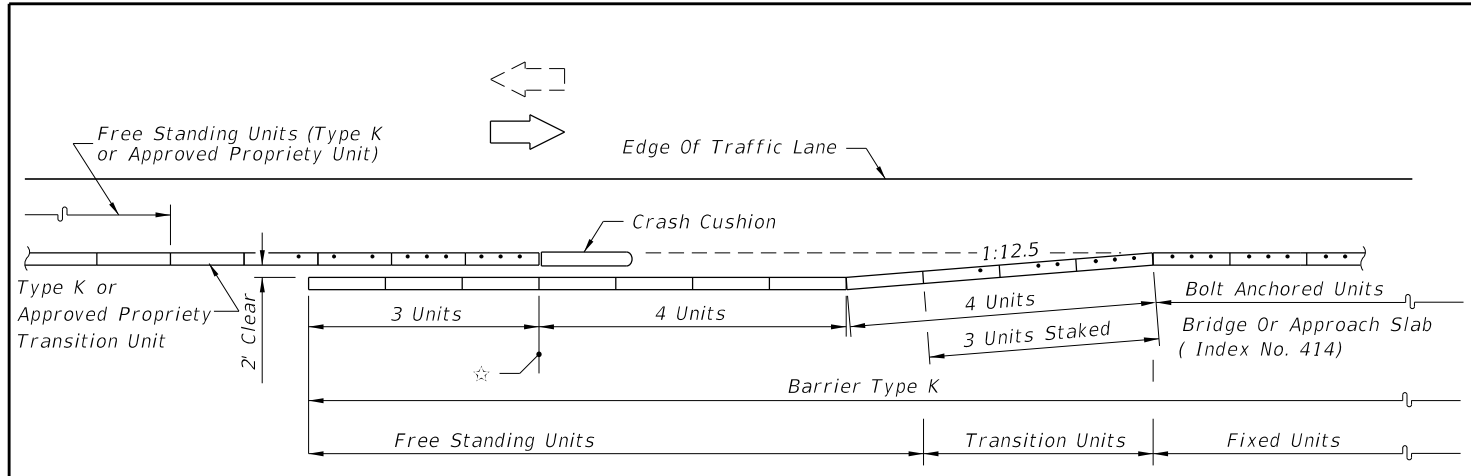 Free Standing Units (Type K
or Approved Propriety Unit)
Edge Of Traffic Lane
Crash Cushion
1:12.5
Type K or
Approved Propriety
Transition Unit
2' Clear
3 Units
4 Units
4 Units
3 Units Staked
Bolt Anchored Units
Bridge Or Approach Slab
( Index No. 414)
Barrier Type K
Free Standing Units
Transition Units
Fixed Units